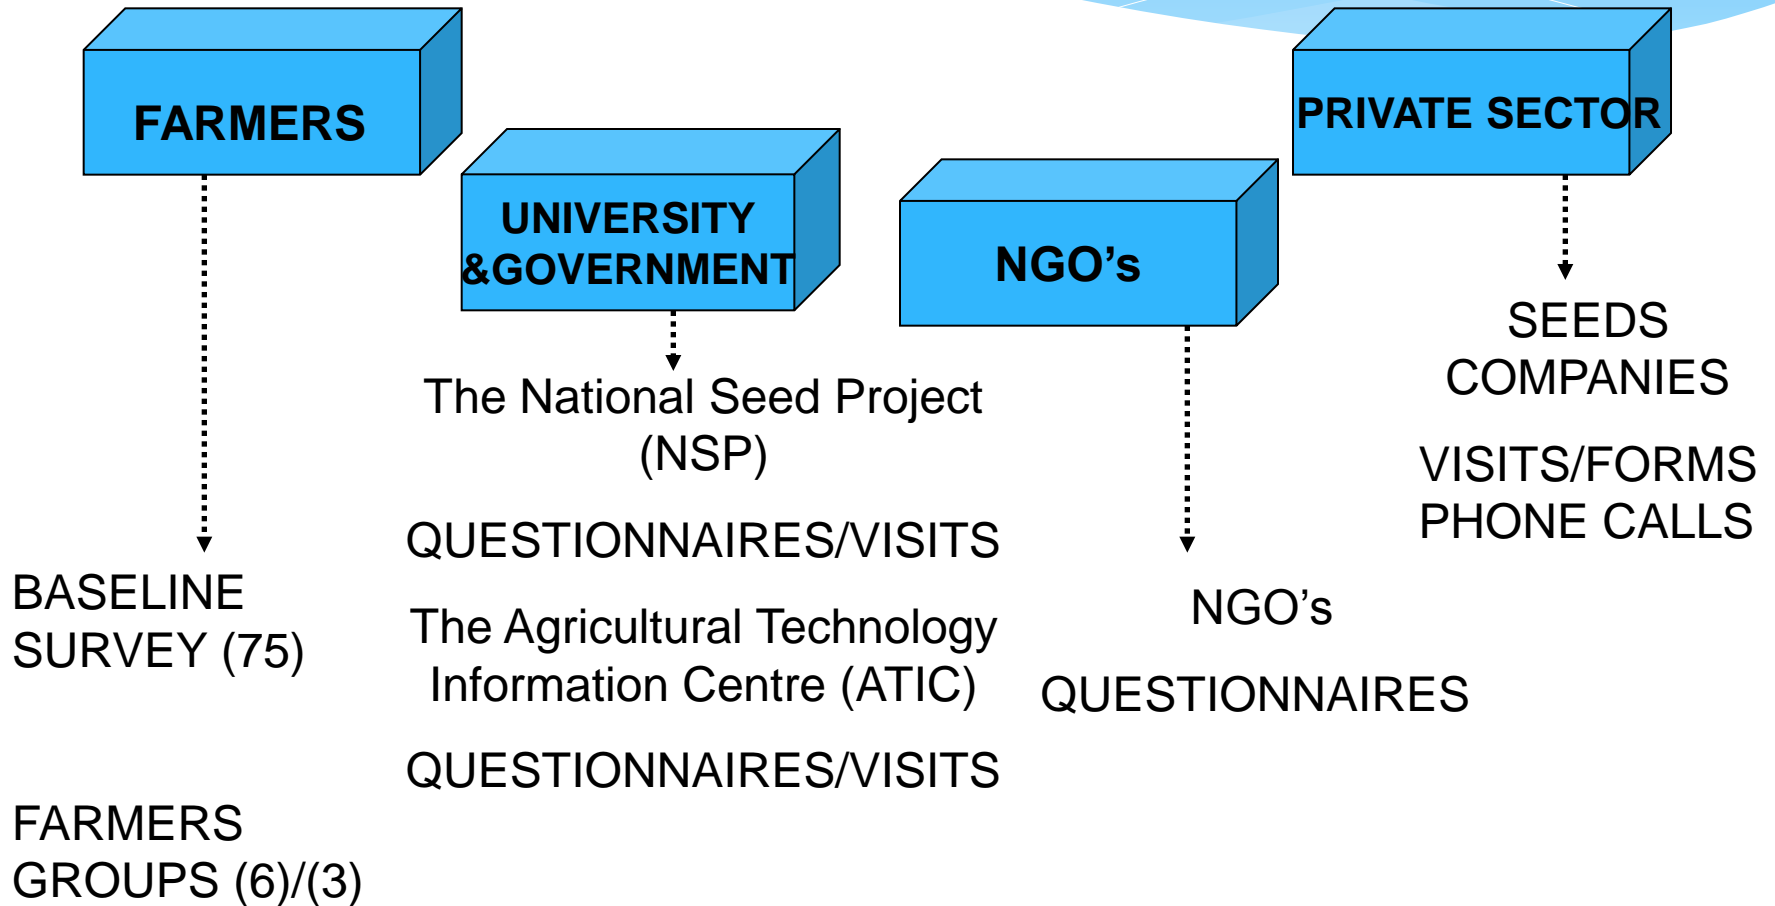 FARMERS
BASELINE
SURVEY (75)
FARMERS
GROUPS (6)/(3)
UNIVERSITY
&GOVERNMENT
The National Seed Project
(NSP)
QUESTIONNAIRES/VISITS
The Agricultural Technology
Information Centre (ATIC)
QUESTIONNAIRES/VISITS
NGO’s
NGO’s
QUESTIONNAIRES
PRIVATE SECTOR
SEEDS
COMPANIES
VISITS/FORMS
PHONE CALLS